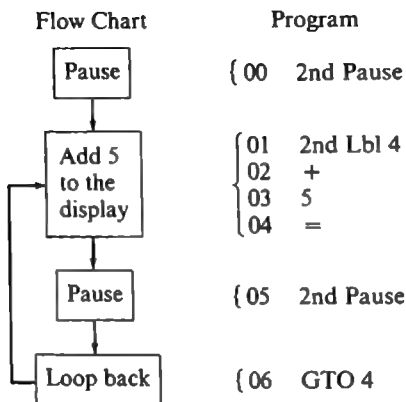 Flow Chart Program
Pause { 00 2nd Pause
Add 5 01 2nd Lbl 4
to the 02 +
display 03 5
04 =
Pause { 05 2nd Pause
Loop back { 06 GTO 4